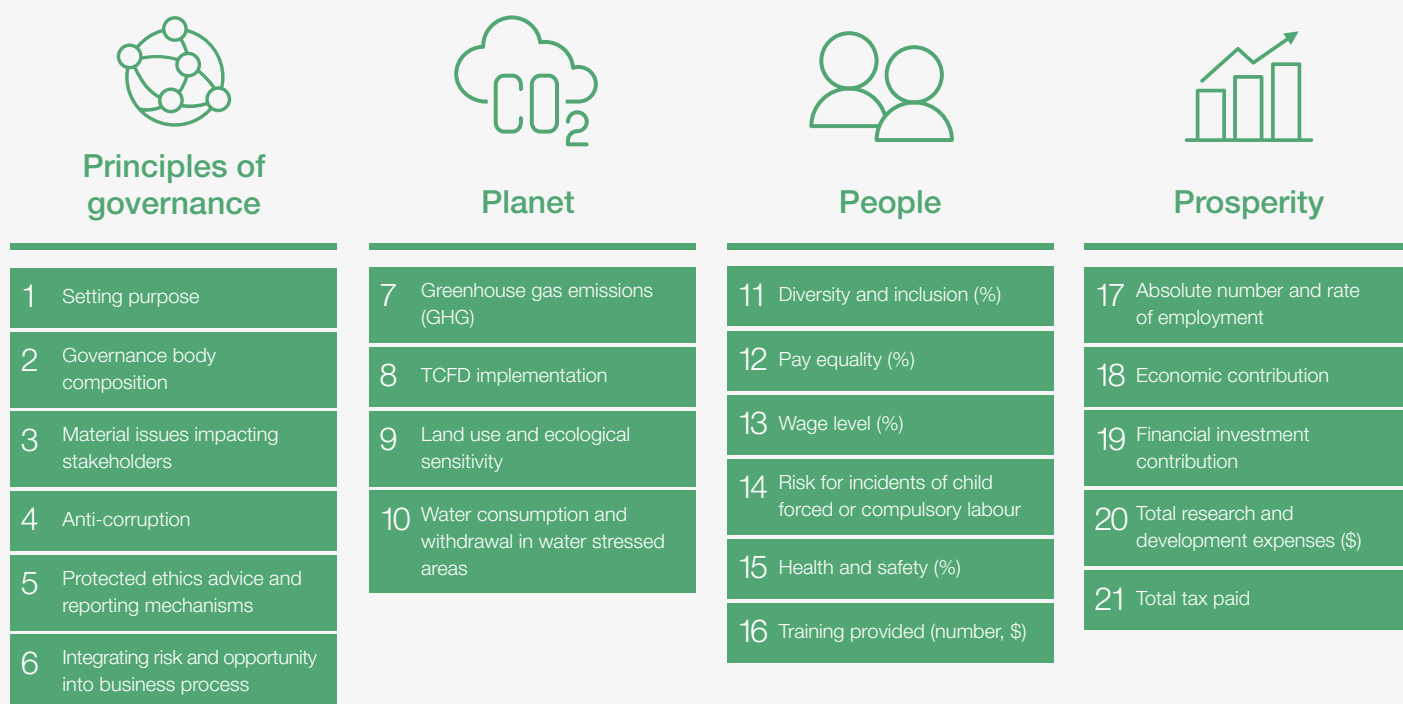 CO2
Principles of
governance
1 Setting purpose
2 Governance body
composition
3 Material issues impacting
stakeholders
4 Anti-corruption
5 Protected ethics advice and
reporting mechanisms
6 Integrating risk and opportunity
into business process
Planet
7 Greenhouse gas emissions
(GHG)
8 TCFD implementation
9 Land use and ecological
sensitivity
10 Water consumption and
withdrawal in water stressed
areas
People
11 Diversity and inclusion (%)
12 Pay equality (%)
13 Wage level (%)
14 Risk for incidents of child
forced or compulsory labour
15 Health and safety (%)
16 Training provided (number, $)
Prosperity
17 Absolute number and rate
of employment
18 Economic contribution
19 Financial investment
contribution
20 Total research and
development expenses ($)
21 Total tax paid